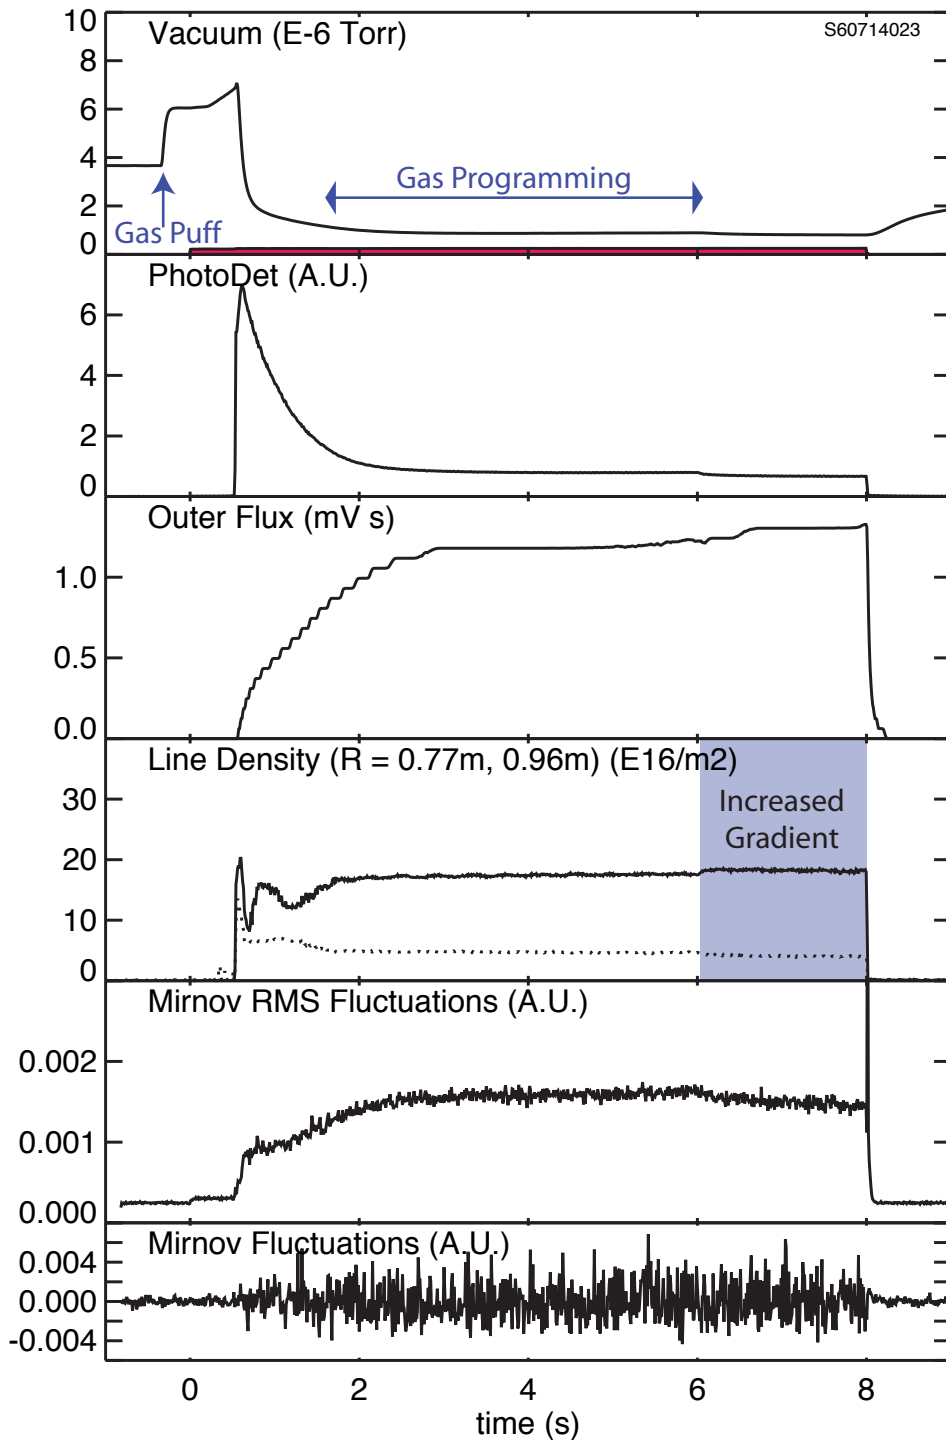 10
Vacuum (E-6 Torr)
S60714023
8
6
4
Gas Programming
2
Gas Puff
0
PhotoDet (A.U.)
6
4
2
0
Outer Flux (mV s)
1.0
0.5
0.0
Line Density (R = 0.77m, 0.96m) (E16/m2)
30
Increased
Gradient
20
10
0
Mirnov RMS Fluctuations (A.U.)
0.002
0.001
0.000
Mirnov Fluctuations (A.U.)
0.004
0.000
-0.004
0 2 4 6 8
time (s)